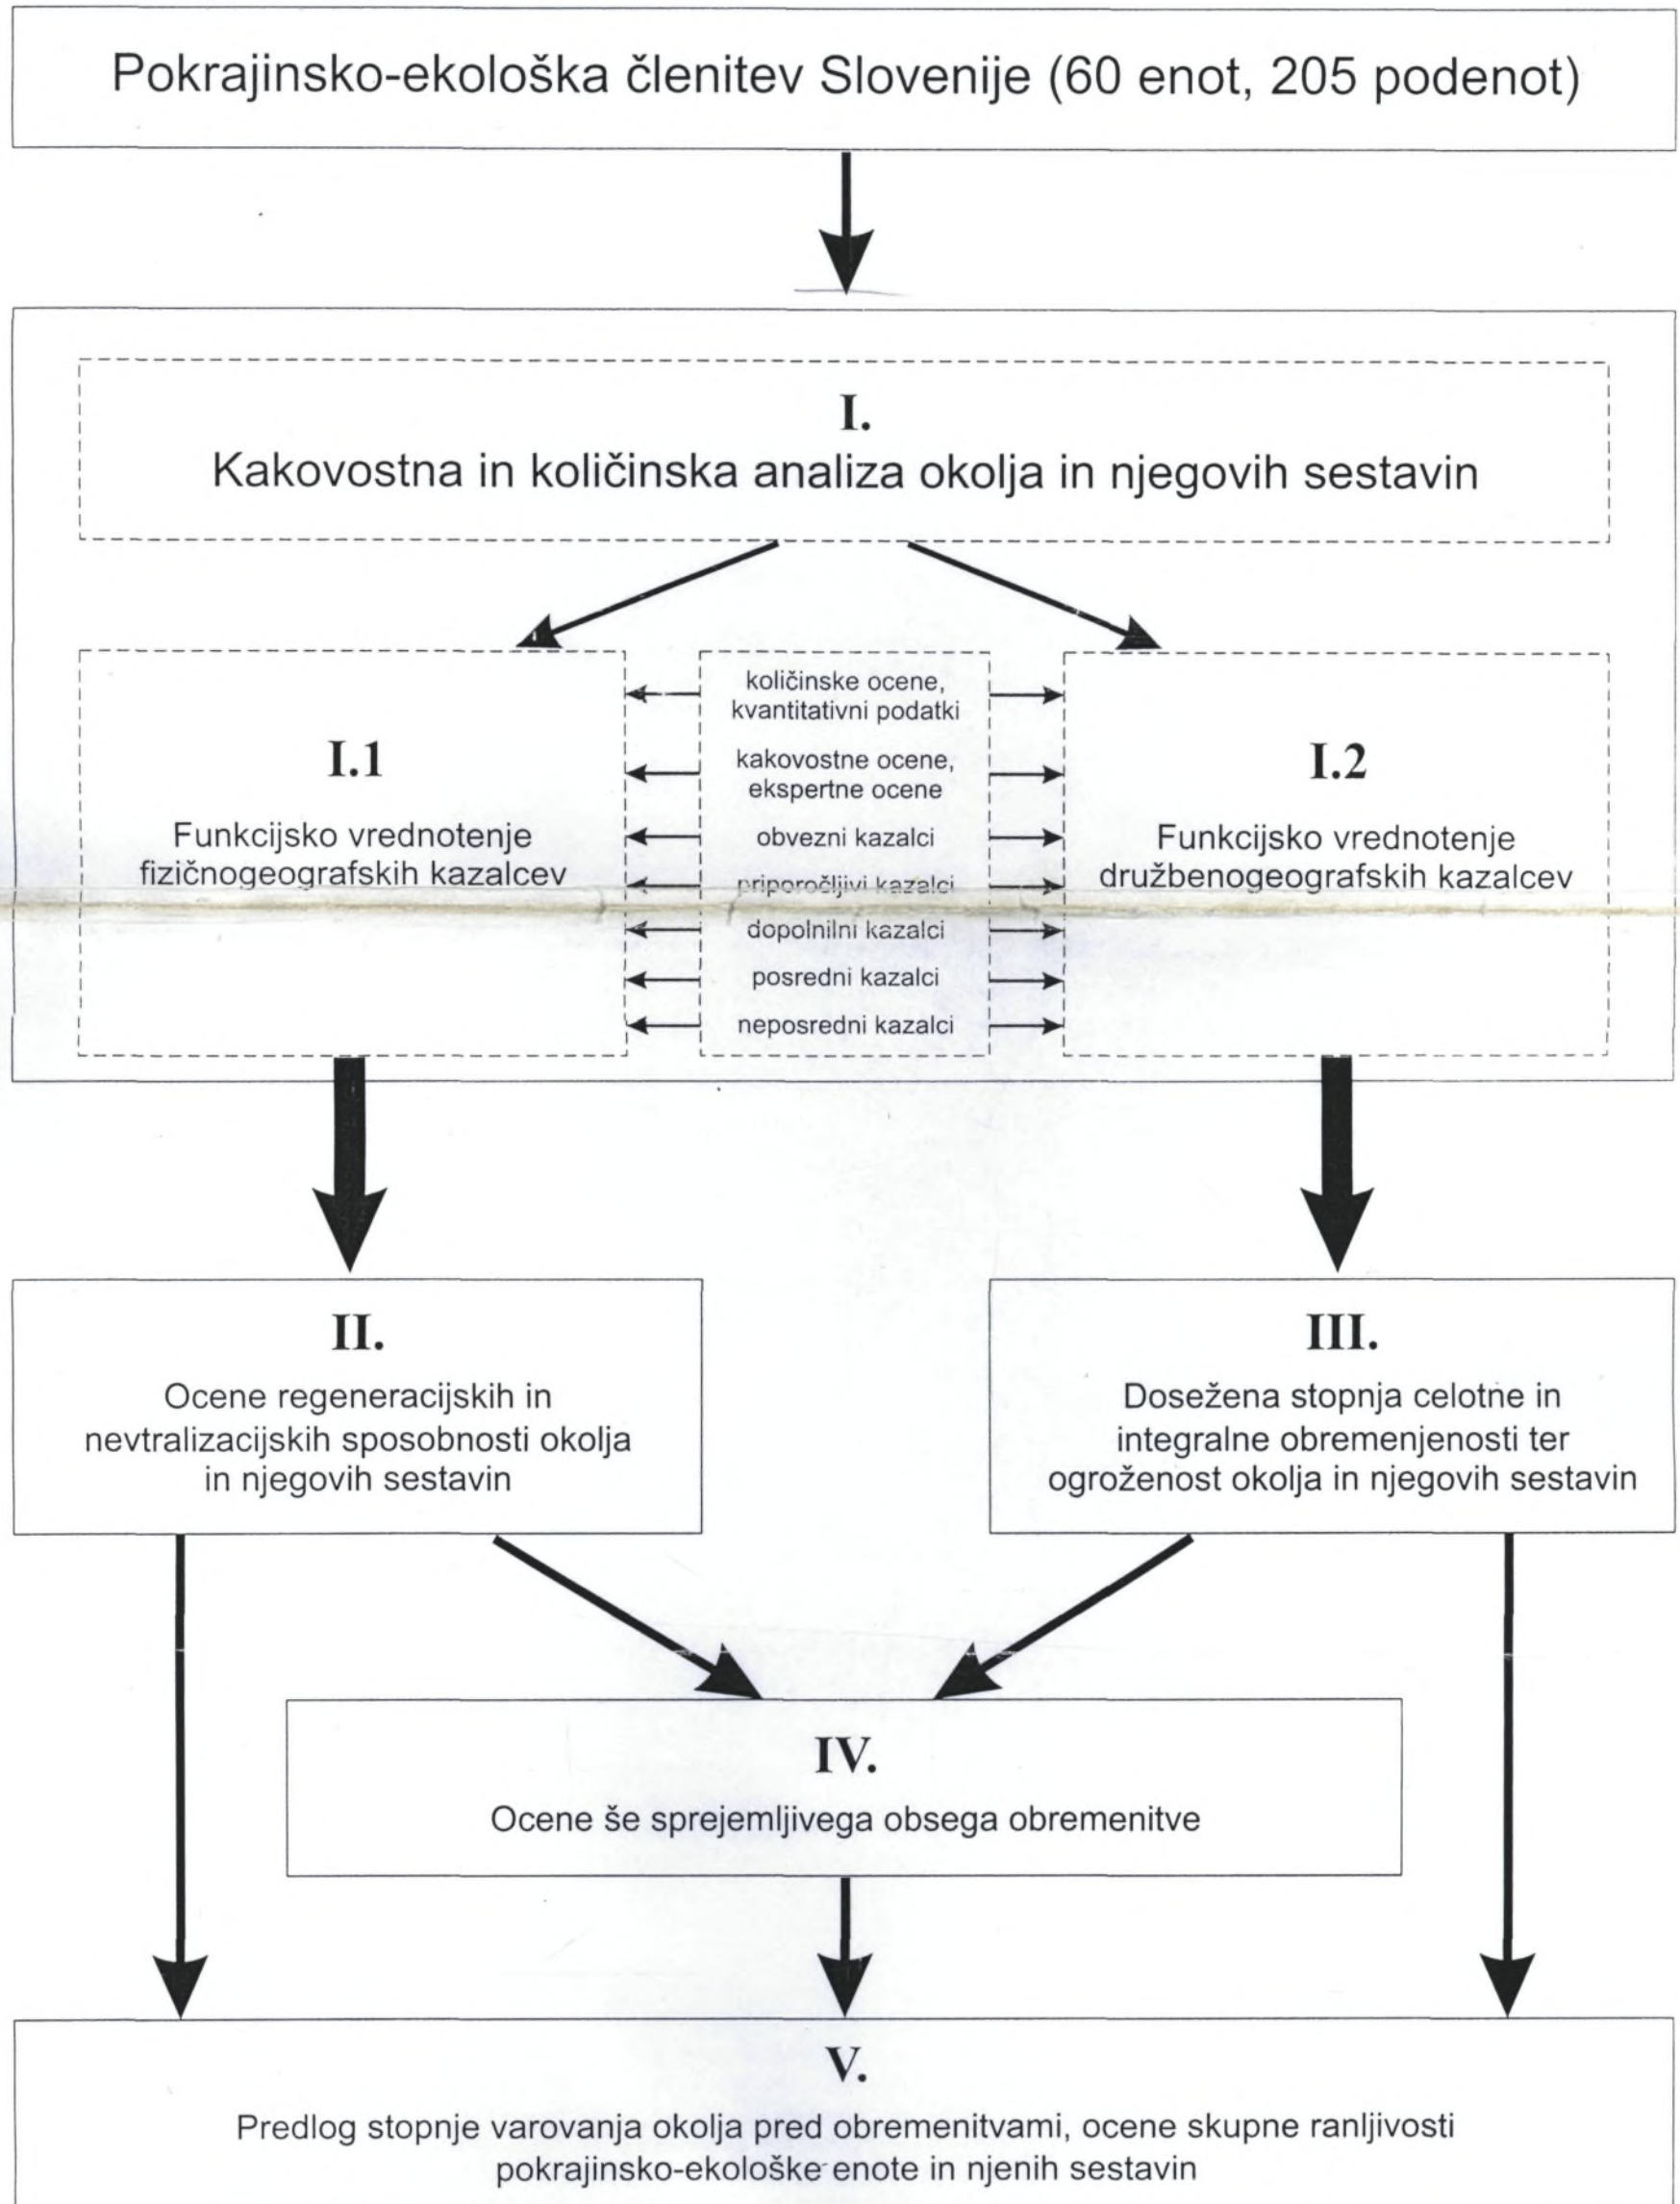 Pokrajinsko-ekološka členitev Slovenije (60 enot, 205 podenot)
I.
Kakovostna in količinska analiza okolja in njegovih sestavin
I.1
Funkcijsko vrednotenje
fizičnogeografskih kazalcev
količinske ocene,
kvantitativni podatki
kakovostne ocene,
ekspertne ocene
obvezni kazalci
priporočljivi kazalci
dopolnilni kazalci
posredni kazalci
neposredni kazalci
I.2
Funkcijsko vrednotenje
družbenogeografskih kazalcev
II.
Ocene regeneracijskih in
nevtralizacijskih sposobnosti okolja
in njegovih sestavin
III.
Dosežena stopnja celotne in
integralne obremenjenosti ter
ogroženost okolja in njegovih sestavin
IV.
Ocene še sprejemljivega obsega obremenitve
V.
Predlog stopnje varovanja okolja pred obremenitvami, ocene skupne ranljivosti
pokrajinsko-ekološke enote in njenih sestavin